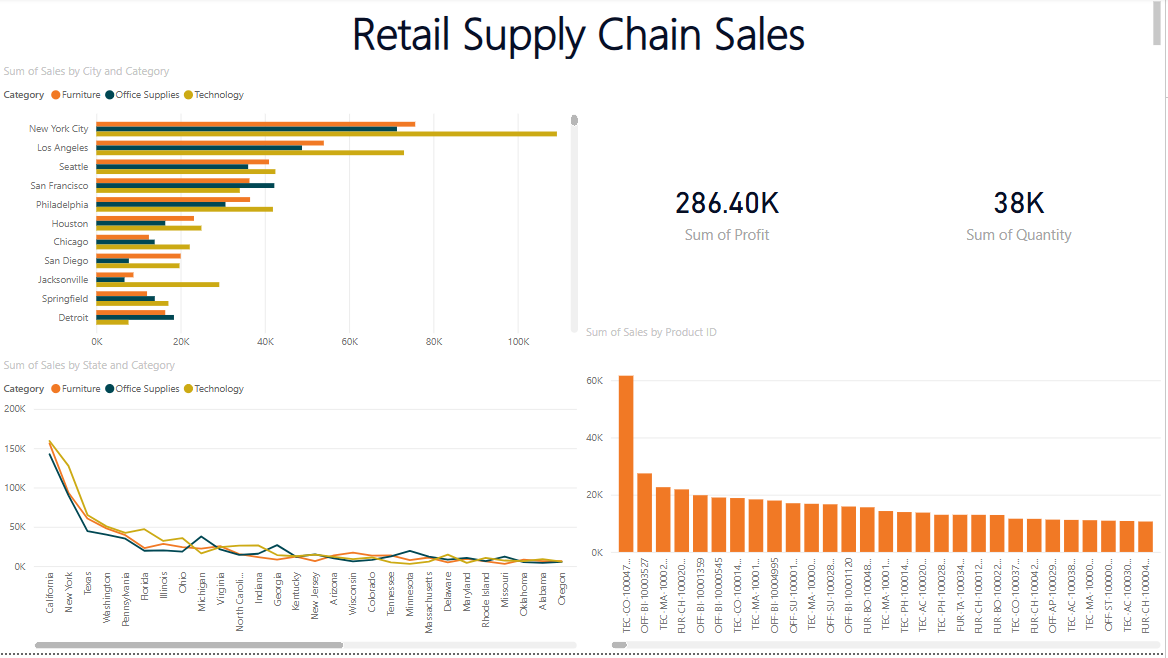 Retail Supply Chain Sales
Sum of Sales by City and Category
Category Furniture Office Supplies Technology
New York City
Los Angeles
Seattle
San Francisco
Philadelphia
Houston
Chicago
San Diego
Jacksonville
Springfield
Detroit
0K 20K 40K 60K 80K 100K
286.40K
Sum of Profit
38K
Sum of Quantity
Sum of Sales by State and Category
Category Furniture Office Supplies Technology
200K
150K
100K
50K
0K
California
New York
Texas
Washington
Pennsylvania
Florida
Illinois
Ohio
Michigan
Virginia
North Caroli...
Indiana
Georgia
Kentucky
New Jersey
Arizona
Wisconsin
Colorado
Tennessee
Minnesota
Massachusetts
Delaware
Maryland
Rhode Island
Missouri
Oklahoma
Alabama
Oregon
Sum of Sales by Product ID
60K
40K
20K
0K
TEC-CO-100047...
OFF-BI-10003527
TEC-MA-10002...
FUR-CH-100020...
OFF-BI-10001359
OFF-BI-10000545
TEC-CO-100014...
TEC-MA-10001...
OFF-BI-10004995
OFF-SU-100001...
TEC-MA-10000...
OFF-SU-100028...
OFF-BI-10001120
FUR-BO-100048...
TEC-MA-10001...
TEC-PH-100014...
TEC-AC-100020...
TEC-PH-100028...
FUR-TA-100034...
FUR-CH-100012...
FUR-BO-100022...
TEC-CO-100037...
FUR-CH-100042...
OFF-AP-100029...
TEC-AC-100038...
TEC-MA-10000...
OFF-ST-100000...
TEC-AC-100030...
FUR-CH-100004...